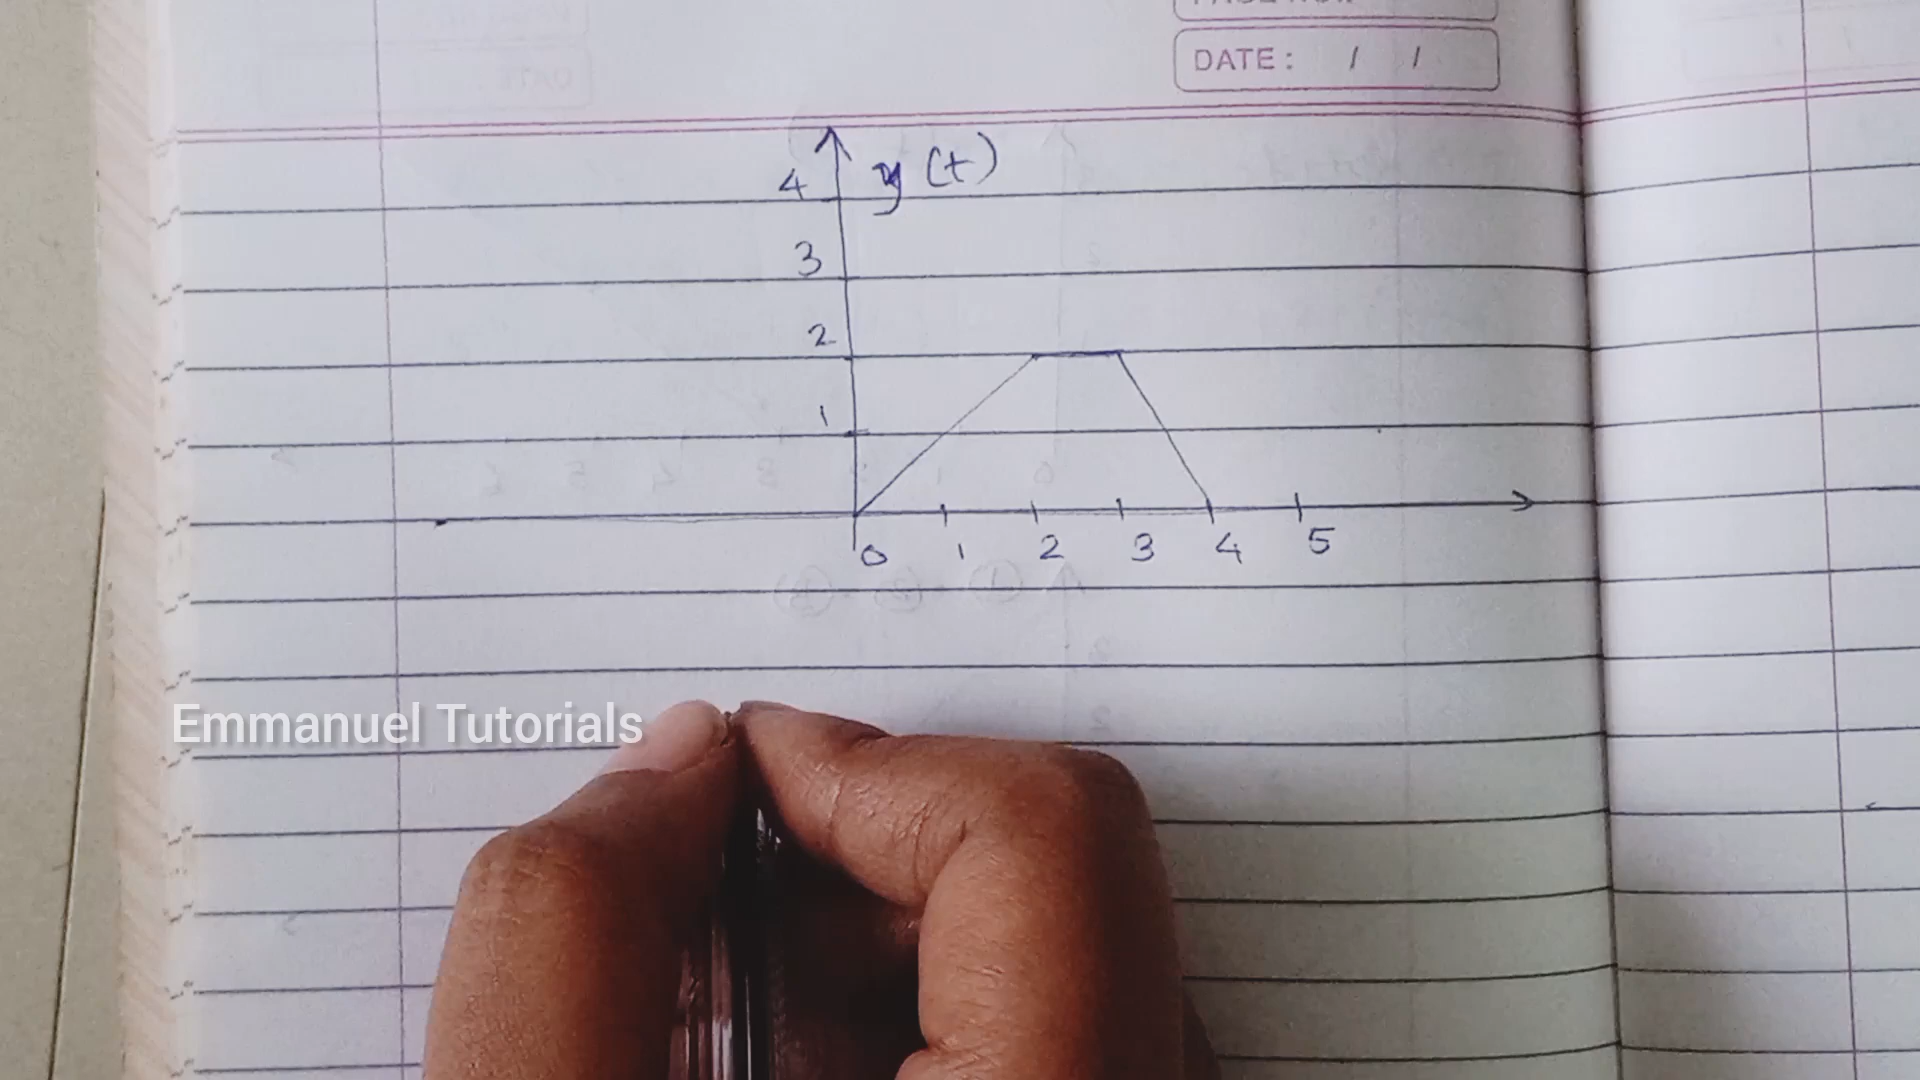 DATE : / /
4 y(t)
3
2
1
0 1 2 3 4 5
Emmanuel Tutorials